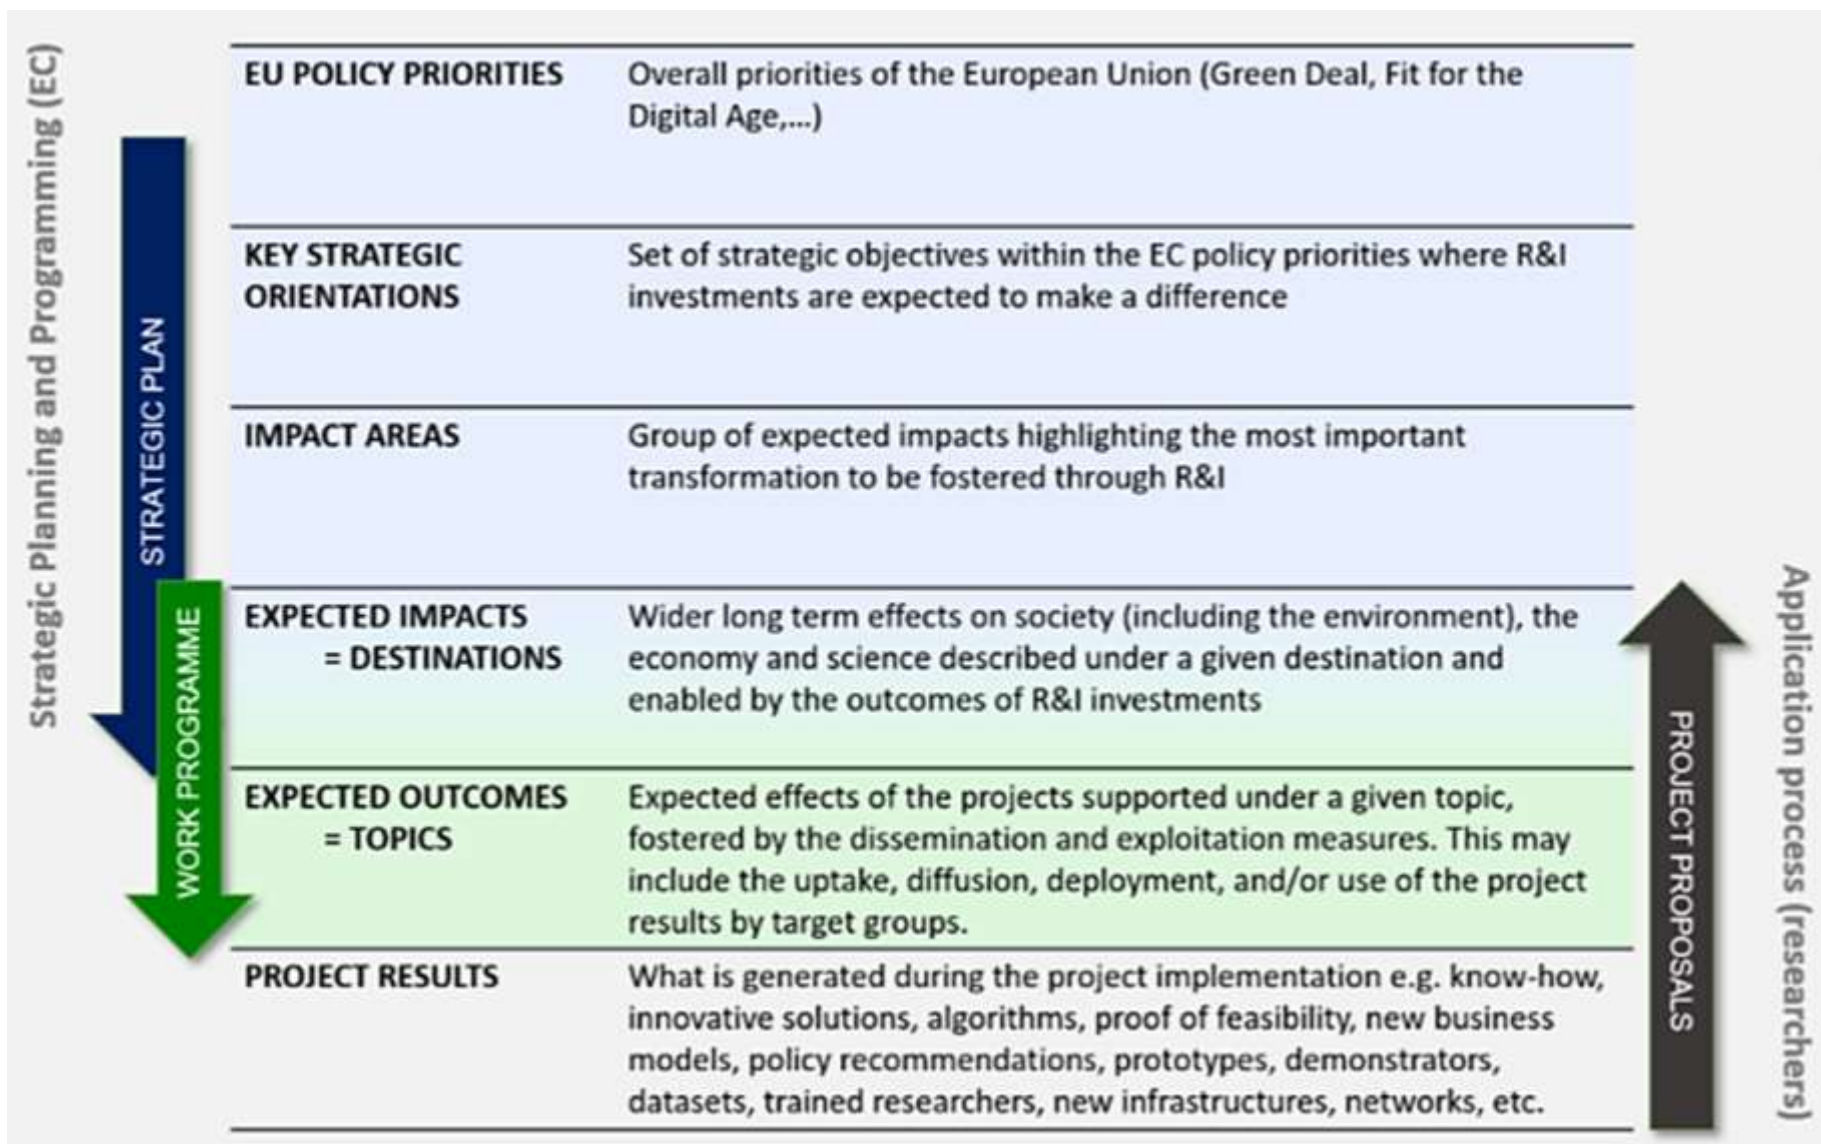 Strategic Planning and Programming (EC)
STRATEGIC PLAN
WORK PROGRAMME
EU POLICY PRIORITIES
Overall priorities of the European Union (Green Deal, Fit for the
Digital Age,...)
KEY STRATEGIC
ORIENTATIONS
Set of strategic objectives within the EC policy priorities where R&I
investments are expected to make a difference
IMPACT AREAS
Group of expected impacts highlighting the most important
transformation to be fostered through R&I
EXPECTED IMPACTS
= DESTINATIONS
Wider long term effects on society (including the environment), the
economy and science described under a given destination and
enabled by the outcomes of R&I investments
EXPECTED OUTCOMES
= TOPICS
Expected effects of the projects supported under a given topic,
fostered by the dissemination and exploitation measures. This may
include the uptake, diffusion, deployment, and/or use of the project
results by target groups.
PROJECT RESULTS
What is generated during the project implementation e.g. know-how,
innovative solutions, algorithms, proof of feasibility, new business
models, policy recommendations, prototypes, demonstrators,
datasets, trained researchers, new infrastructures, networks, etc.
PROJECT PROPOSALS
Application process (researchers)